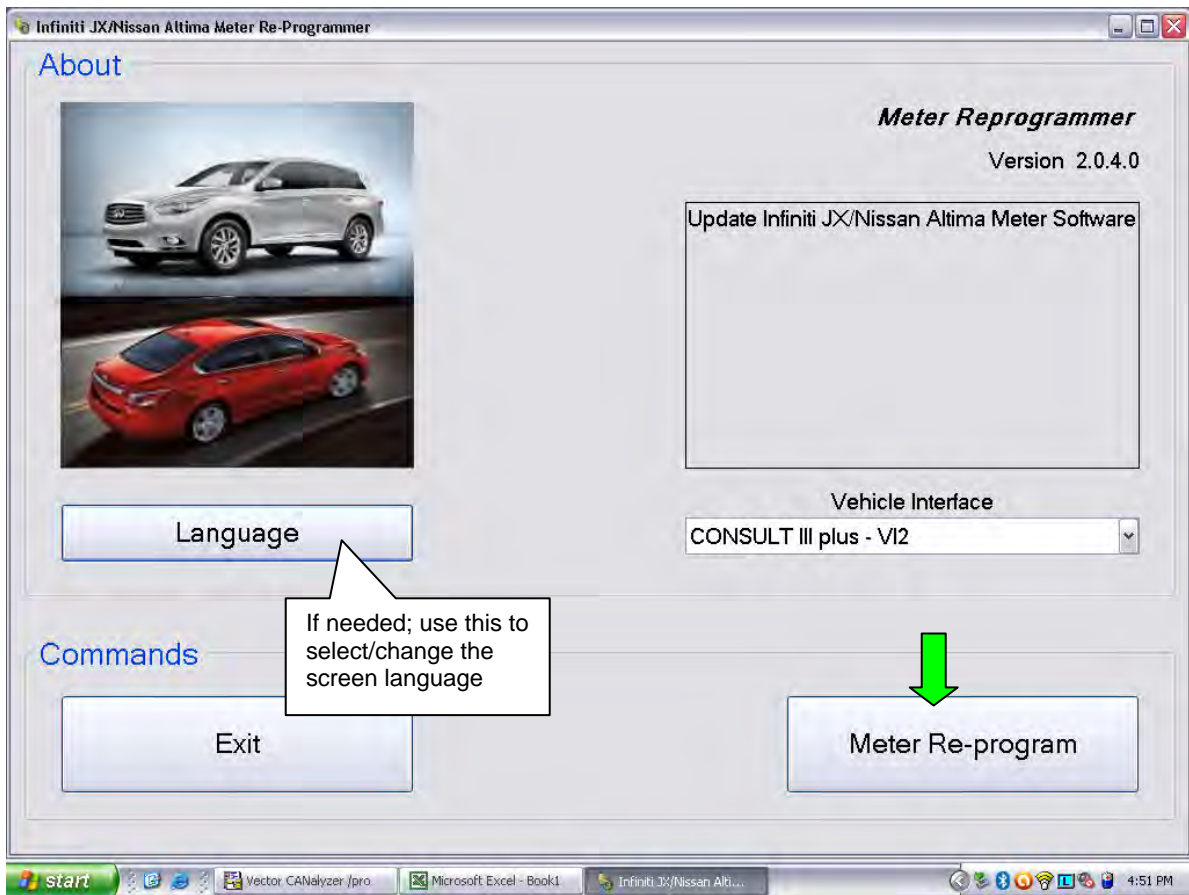 Infiniti JX/Nissan Altima Meter Re-Programmer
About
Meter Reprogrammer
Version 2.0.4.0
Update Infiniti JX/Nissan Altima Meter Software
Vehicle Interface
CONSULT III plus - VI2
Language
If needed; use this to
select/change the
screen language
Commands
Exit
Meter Re-program
start
Vector CANalyzer /pro
Microsoft Excel - Book1
Infiniti JX/Nissan Alti...
L
4:51 PM